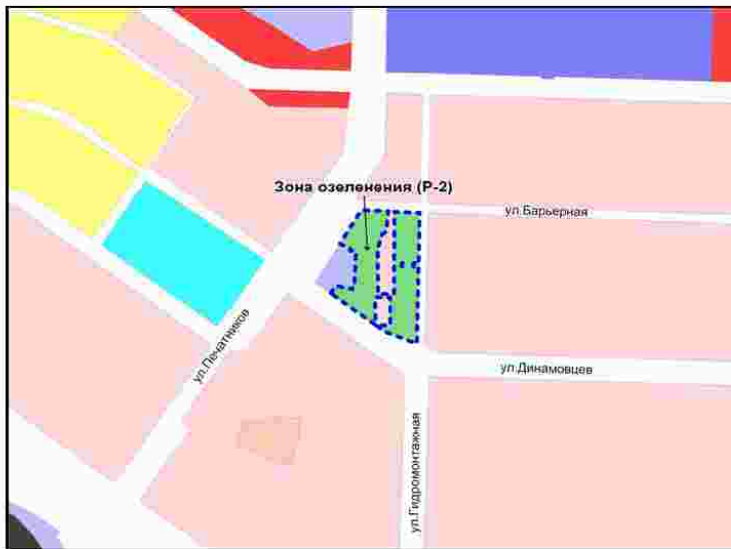 Зона озеленения (Р-2)
ул.Барьерная
ул.Печатников
ул.Динамовцев
ул.Гидромонтажная